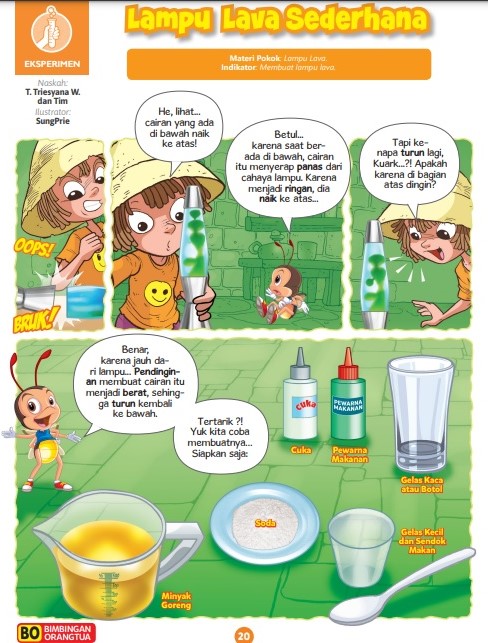 Lampu Lava Sederhana
EKSPERIMEN
Materi Pokok: Lampu Lava.
Indikator: Membuat lampu lava.
Naskah:
T. Triesyana W.
dan Tim
Ilustrator:
SungPrie
He, lihat...
cairan yang ada
di bawah naik
ke atas!
Betul...
karena saat ber-
ada di bawah, cairan
itu menyerap panas dari
cahaya lampu. Karena
menjadi ringan, dia
naik ke atas...
Tapi ke-
napa turun lagi,
Kuark...?! Apakah
karena di bagian
atas dingin?
OOPS!
BRUK!
Benar,
karena jauh da-
ri lampu... Pendingin-
an membuat cairan itu
menjadi berat, sehing-
ga turun kembali
ke bawah.
Tertarik ?!
Yuk kita coba
membuatnya...
Siapkan saja:
cuka
PEWARNA
MAKANAN
Cuka
Pewarna
Makanan
Gelas Kaca
atau Botol
Soda
Gelas Kecil
dan Sendok
Makan
Minyak
Goreng
BO BIMBINGAN
ORANGTUA
20